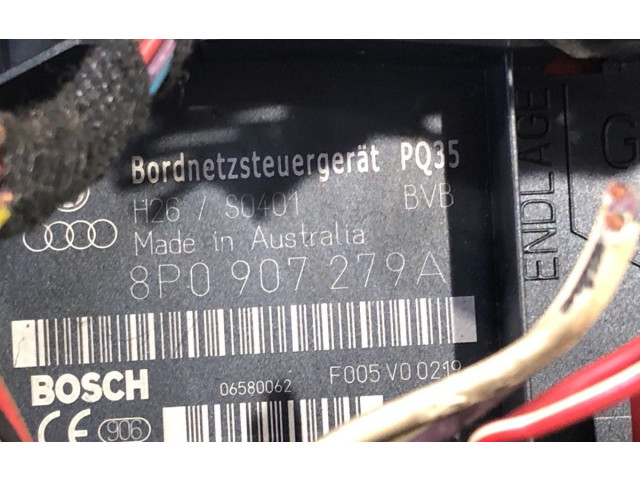 Bordnetzsteuergerät PQ35
H26 / S0401 BVB
Made in Australia
8P0 907 279A
BOSCH 06580062 F005 V0 0219
CE 906
ENDLAGE
G